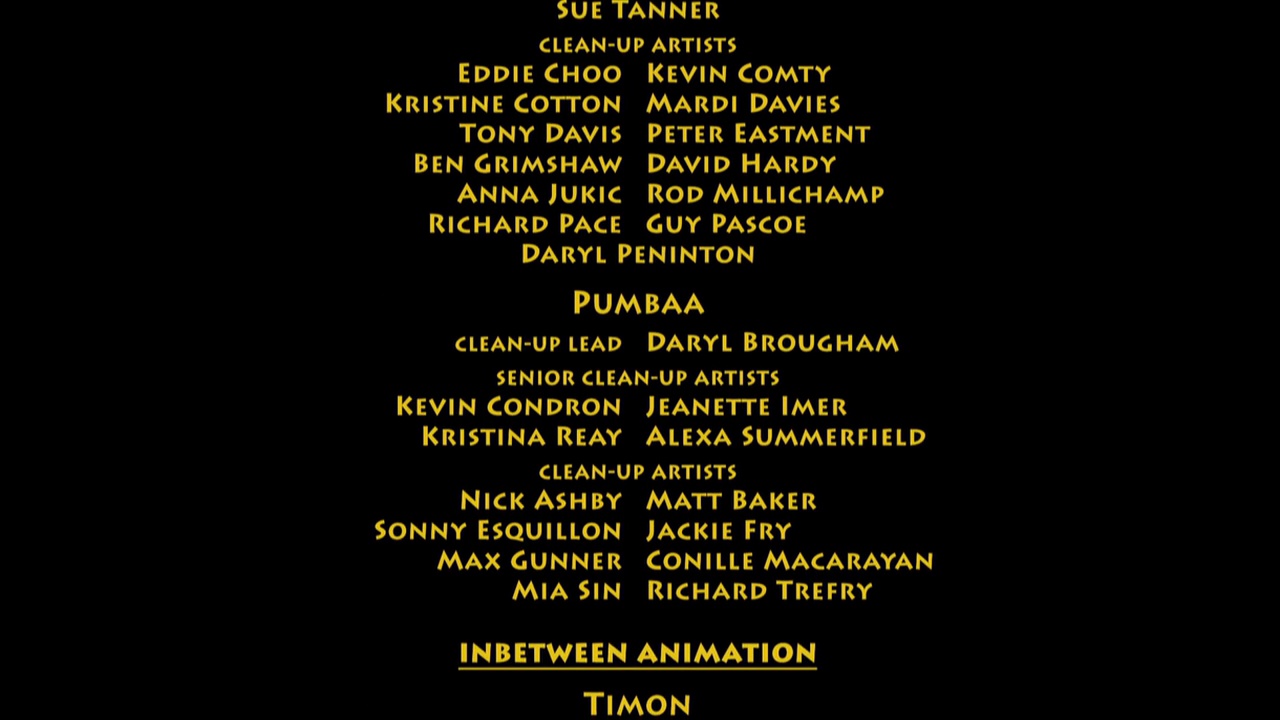 SUE TANNER
CLEAN-UP ARTISTS
EDDIE CHOO KEVIN COMTY
KRISTINE COTTON MARDI DAVIES
TONY DAVIS PETER EASTMENT
BEN GRIMSHAW DAVID HARDY
ANNA JUKIC ROD MILLICHAMP
RICHARD PACE GUY PASCOE
DARYL PENINTON
PUMBAA
CLEAN-UP LEAD DARYL BROUGHAM
SENIOR CLEAN-UP ARTISTS
KEVIN CONDRON JEANETTE IMER
KRISTINA REAY ALEXA SUMMERFIELD
CLEAN-UP ARTISTS
NICK ASHBY MATT BAKER
SONNY ESQUILLON JACKIE FRY
MAX GUNNER CONILLE MACARAYAN
MIA SIN RICHARD TREFRY
INBETWEEN ANIMATION
TIMON